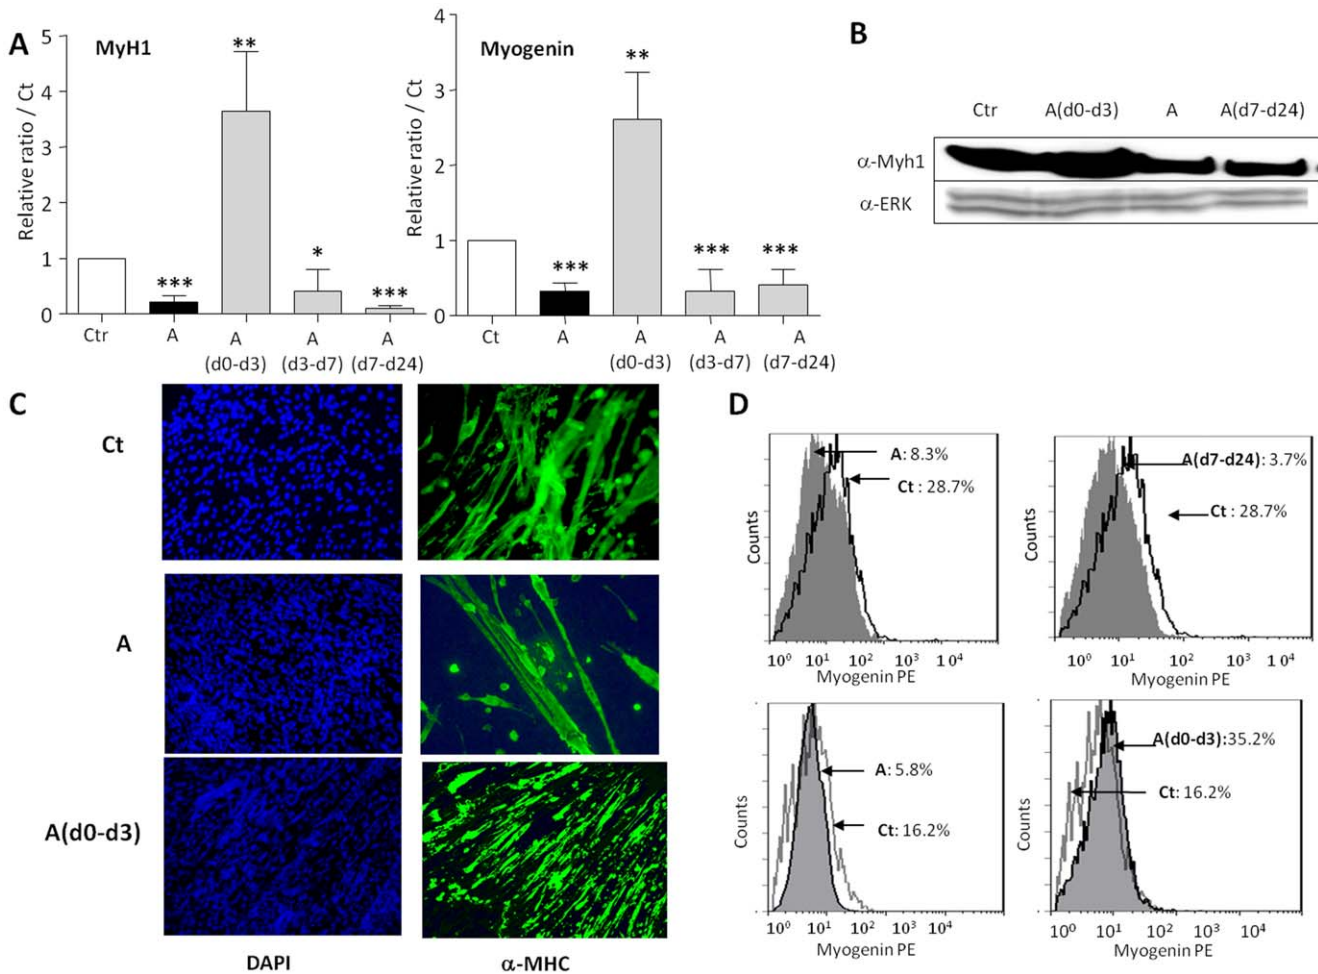 A
MyH1
Relative ratio / Ct
5
4
3
2
1
0
**
***
*
***
Ctr
A
A
(d0-d3)
A
(d3-d7)
A
(d7-d24)
Myogenin
Relative ratio / Ct
4
3
2
1
0
**
***
***
***
Ct
A
A
(d0-d3)
A
(d3-d7)
A
(d7-d24)
B
Ctr A(d0-d3) A A(d7-d24)
α-Myh1
α-ERK
C
Ct
A
A(d0-d3)
DAPI α-MHC
D
Counts
A: 8.3%
Ct : 28.7%
10⁰ 10¹ 10² 10³ 10⁴
Myogenin PE
Counts
A(d7-d24): 3.7%
Ct : 28.7%
10⁰ 10¹ 10² 10³ 10⁴
Myogenin PE
Counts
A: 5.8%
Ct: 16.2%
10⁰ 10¹ 10² 10³ 10⁴
Myogenin PE
Counts
A(d0-d3):35.2%
Ct: 16.2%
10⁰ 10¹ 10² 10³ 10⁴
Myogenin PE